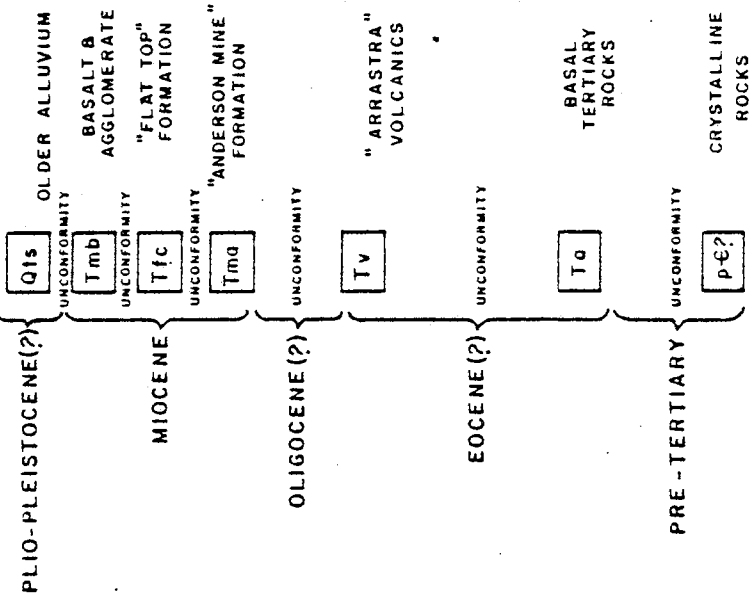 PLIO-PLEISTOCENE(?)
Qts
OLDER ALLUVIUM
UNCONFORMITY
MIOCENE
Tmb
BASALT &
AGGLOMERATE
UNCONFORMITY
Tfc
"FLAT TOP"
FORMATION
UNCONFORMITY
Tma
"ANDERSON MINE"
FORMATION
OLIGOCENE(?)
UNCONFORMITY
EOCENE(?)
Tv
"ARRASTRA"
VOLCANICS
UNCONFORMITY
Ta
BASAL
TERTIARY
ROCKS
PRE-TERTIARY
UNCONFORMITY
p-Є?
CRYSTALLINE
ROCKS